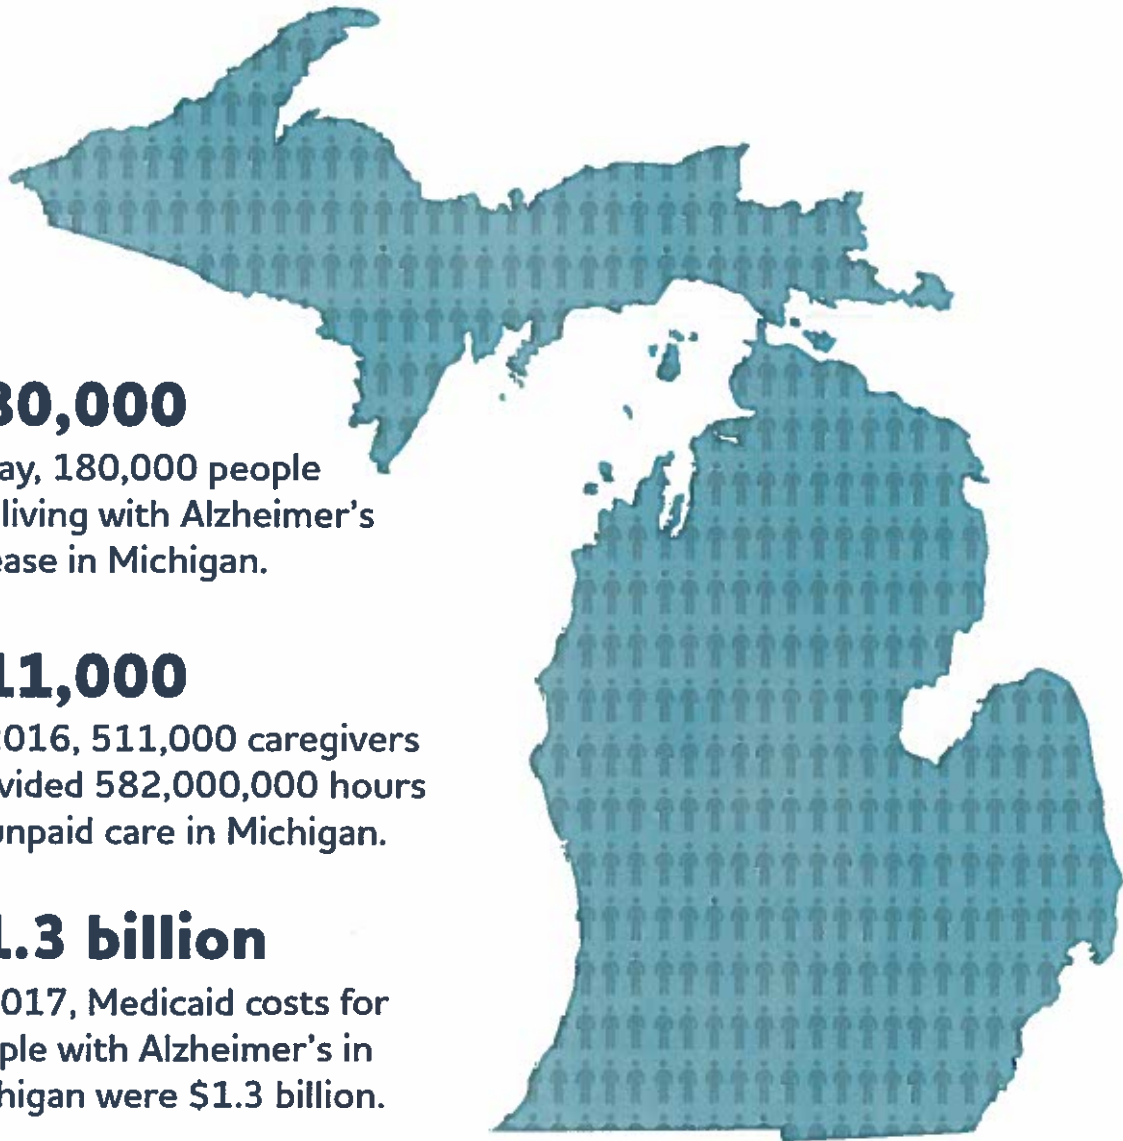 30,000
ay, 180,000 people
living with Alzheimer's
ease in Michigan.
11,000
016, 511,000 caregivers
vided 582,000,000 hours
unpaid care in Michigan.
1.3 billion
017, Medicaid costs for
ple with Alzheimer's in
higan were $1.3 billion.